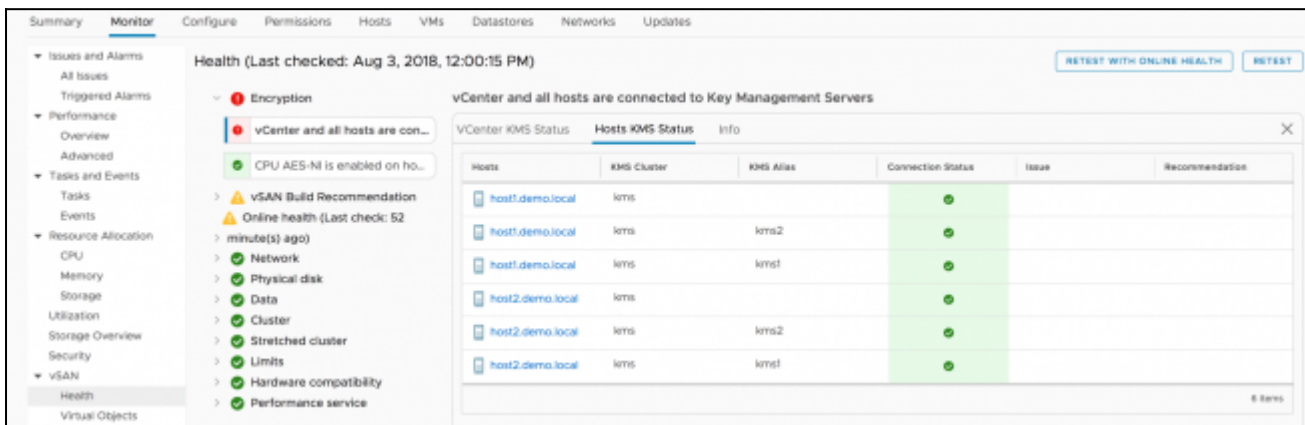 Summary Monitor Configure Permissions Hosts VMs Datastores Networks Updates
Issues and Alarms
All Issues
Triggered Alarms
Performance
Overview
Advanced
Tasks and Events
Tasks
Events
Resource Allocation
CPU
Memory
Storage
Utilization
Storage Overview
Security
vSAN
Health
Virtual Objects
Health (Last checked: Aug 3, 2018, 12:00:15 PM)
RETEST WITH ONLINE HEALTH RETEST
Encryption
vCenter and all hosts are con...
CPU AES-NI is enabled on ho...
vSAN Build Recommendation
Online health (Last check: 52
minute(s) ago)
Network
Physical disk
Data
Cluster
Stretched cluster
Limits
Hardware compatibility
Performance service
vCenter and all hosts are connected to Key Management Servers
VCenter KMS Status Hosts KMS Status Info
Hosts KMS Cluster KMS Alias Connection Status Issue Recommendation
host1.demo.local kms
host1.demo.local kms kms2
host1.demo.local kms kms1
host2.demo.local kms
host2.demo.local kms kms2
host2.demo.local kms kms1
6 items